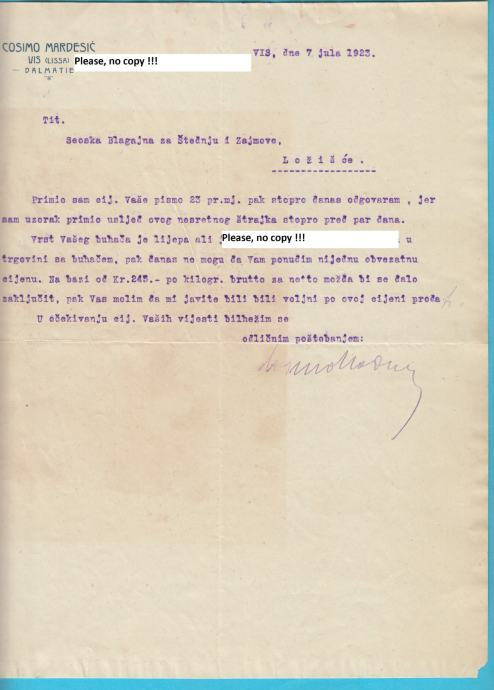 COSIMO MARDEŠIĆ
VIS (LISSA) Please, no copy !!!
DALMATIE
VIS, dne 7 jula 1923.
Tit.
Seoska Blagajna za Štednju i Zajmove,
Ložišće.
Primio sam cij. Vaše pismo 23 pr.mj. pak stopro danas odgovaram , jer
sam uzorak primio usljed ovog nesretnog štrajka stopro pred par dana.
Vrst Vašeg buhača je lijepa ali Please, no copy !!! u
trgovini sa buhačem, pak danas ne mogu da Vam ponudim nijednu obvezatnu
cijenu. Na bazi od Kr.245.- po kilogr. brutto za netto možda bi se dalo
zaključit, pak Vas molim da mi javite bili bili voljni po ovoj cijeni proda
U očekivanju cij. Vaših vijesti bilhežim se
odličnim poštobanjem: